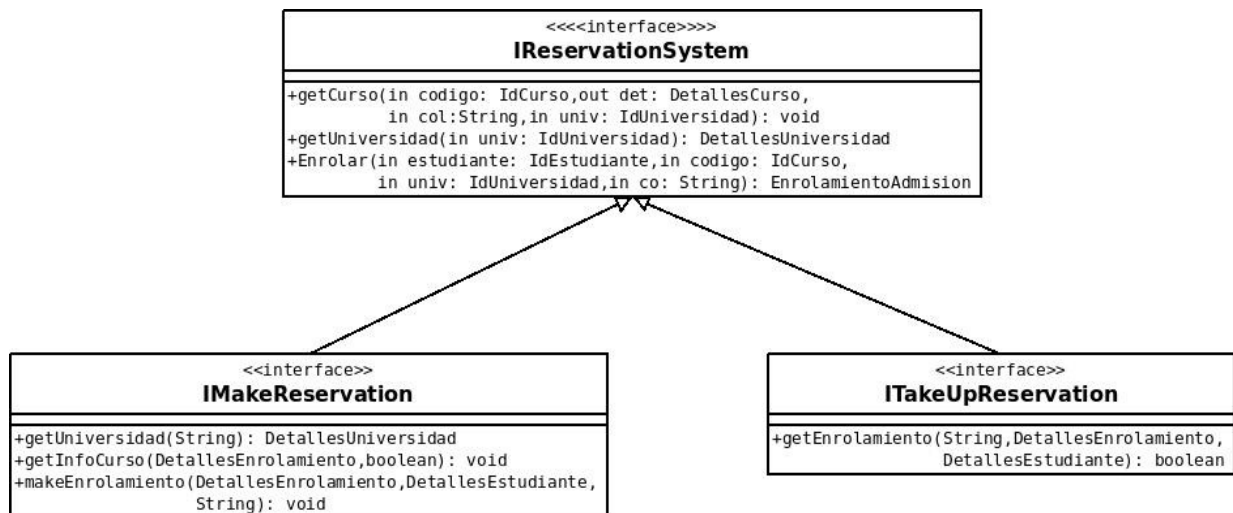 <<<<interface>>>>
IReservationSystem
+getCurso(in codigo: IdCurso,out det: DetallesCurso,
in col:String,in univ: IdUniversidad): void
+getUniversidad(in univ: IdUniversidad): DetallesUniversidad
+Enrolar(in estudiante: IdEstudiante,in codigo: IdCurso,
in univ: IdUniversidad,in co: String): EnrolamientoAdmision
<<interface>>
IMakeReservation
+getUniversidad(String): DetallesUniversidad
+getInfoCurso(DetallesEnrolamiento,boolean): void
+makeEnrolamiento(DetallesEnrolamiento,DetallesEstudiante,
String): void
<<interface>>
ITakeUpReservation
+getEnrolamiento(String,DetallesEnrolamiento,
DetallesEstudiante): boolean